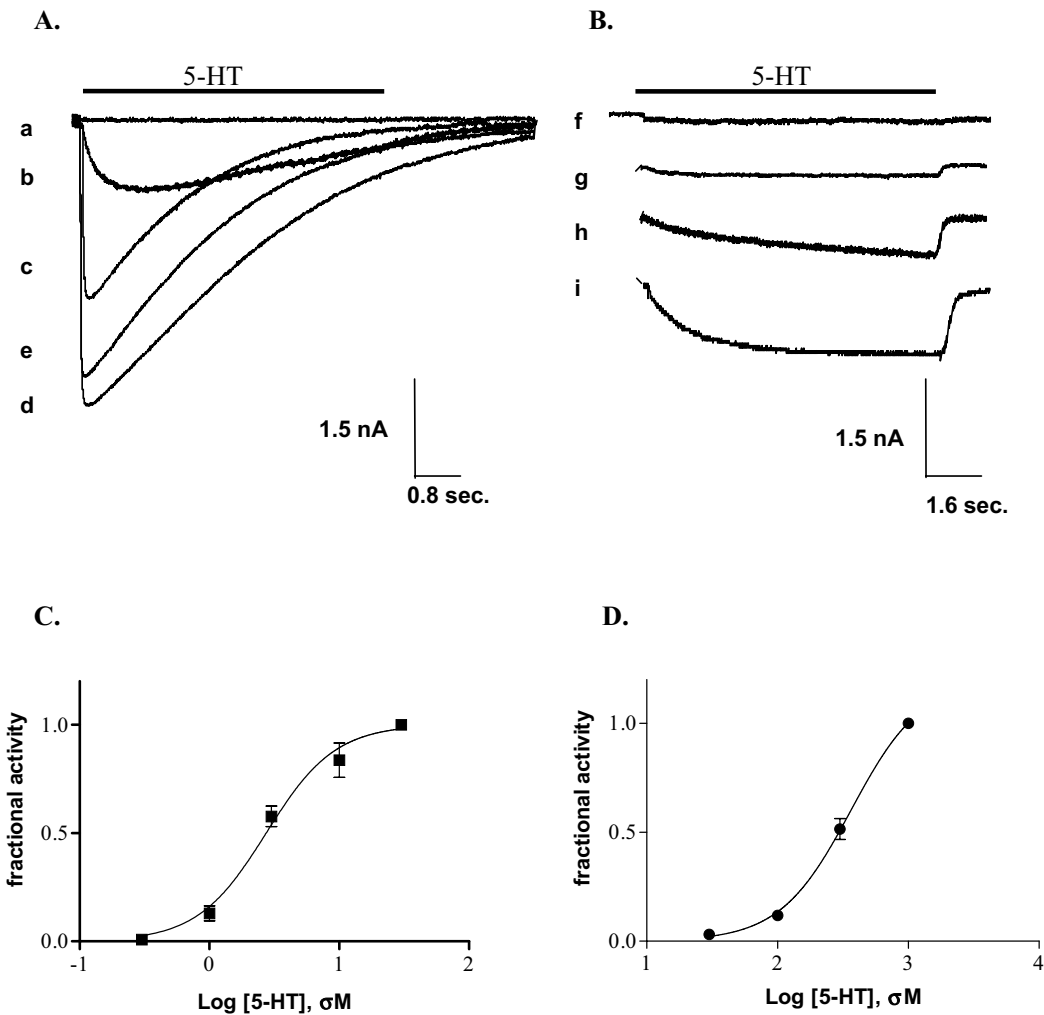 A.
B.
5-HT
5-HT
a
b
c
e
d
f
g
h
i
1.5 nA
0.8 sec.
1.5 nA
1.6 sec.
C.
D.
fractional activity
1.0
0.5
0.0
-1
0
1
2
Log [5-HT], σM
fractional activity
1.0
0.5
0.0
1
2
3
4
Log [5-HT], σM